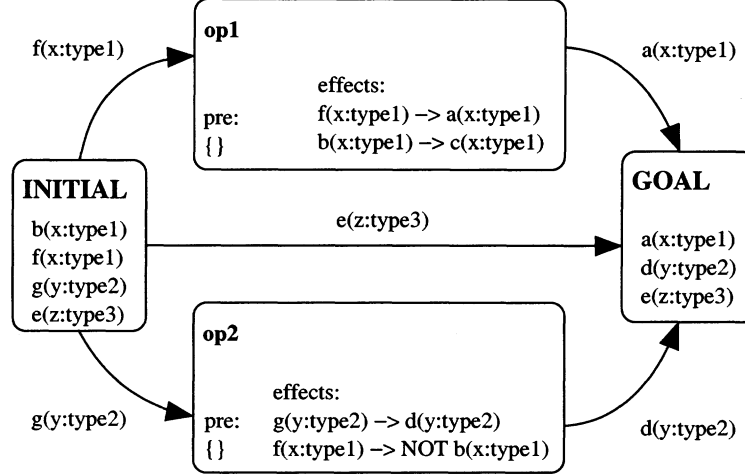 f(x:type1)
op1
effects:
pre: f(x:type1) –> a(x:type1)
{} b(x:type1) –> c(x:type1)
a(x:type1)
INITIAL
b(x:type1)
f(x:type1)
g(y:type2)
e(z:type3)
e(z:type3)
GOAL
a(x:type1)
d(y:type2)
e(z:type3)
g(y:type2)
op2
effects:
pre: g(y:type2) –> d(y:type2)
{} f(x:type1) –> NOT b(x:type1)
d(y:type2)